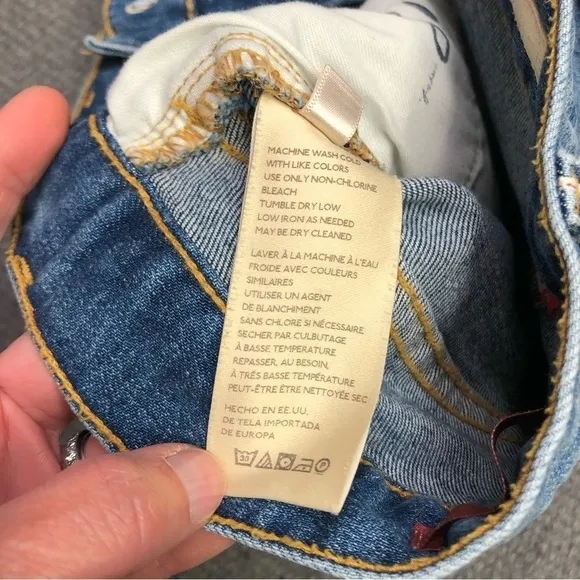 MACHINE WASH COLD
WITH LIKE COLORS
USE ONLY NON-CHLORINE
BLEACH
TUMBLE DRY LOW
LOW IRON AS NEEDED
MAY BE DRY CLEANED
LAVER À LA MACHINE À L'EAU
FROIDE AVEC COULEURS
SIMILAIRES
UTILISER UN AGENT
DE BLANCHIMENT
SANS CHLORE SI NÉCESSAIRE
SECHER PAR CULBUTAGE
À BASSE TEMPERATURE
REPASSER, AU BESOIN,
À TRÈS BASSE TEMPÉRATURE
PEUT-ÊTRE ÊTRE NETTOYÉE SEC
HECHO EN EE.UU.
DE TELA IMPORTADA
DE EUROPA
30 P